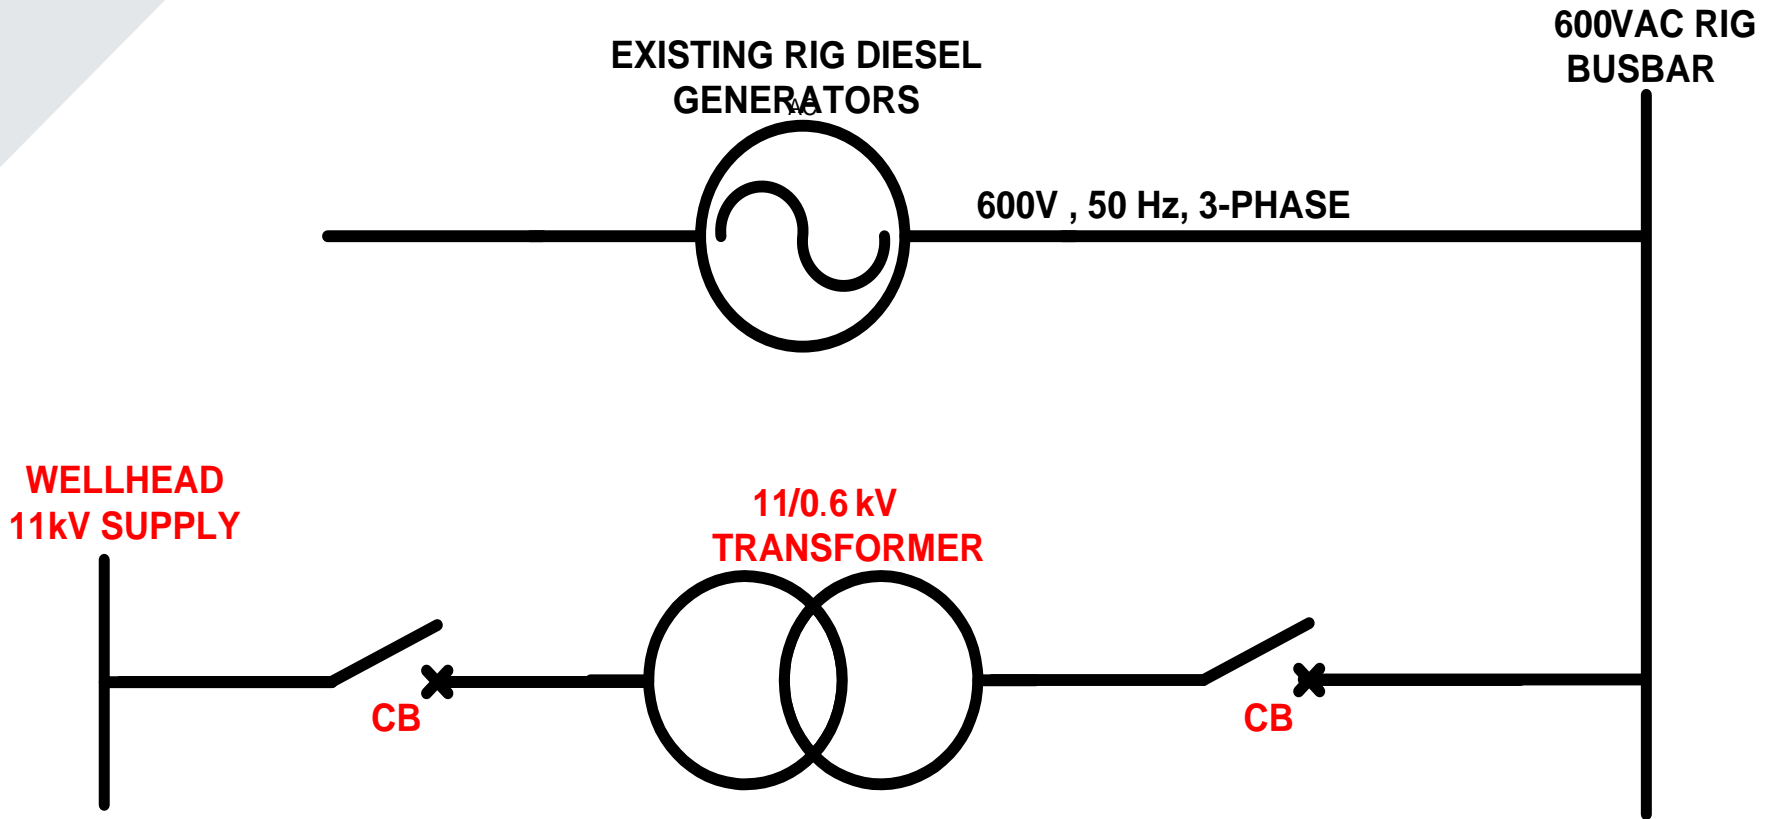 600VAC RIG
BUSBAR
EXISTING RIG DIESEL
GENERATORS
AC
600V , 50 Hz, 3-PHASE
WELLHEAD
11kV SUPPLY
11/0.6 kV
TRANSFORMER
CB
CB